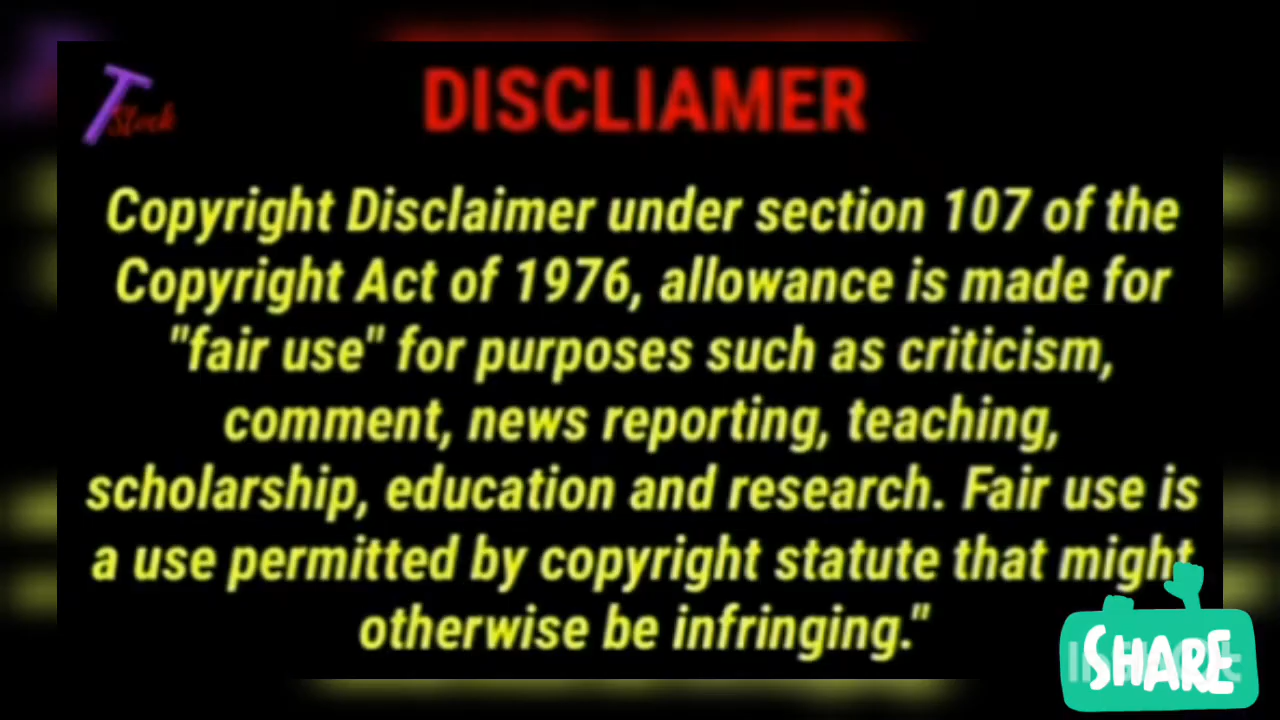 T Stock
DISCLIAMER
Copyright Disclaimer under section 107 of the
Copyright Act of 1976, allowance is made for
"fair use" for purposes such as criticism,
comment, news reporting, teaching,
scholarship, education and research. Fair use is
a use permitted by copyright statute that might
otherwise be infringing."
SHARE